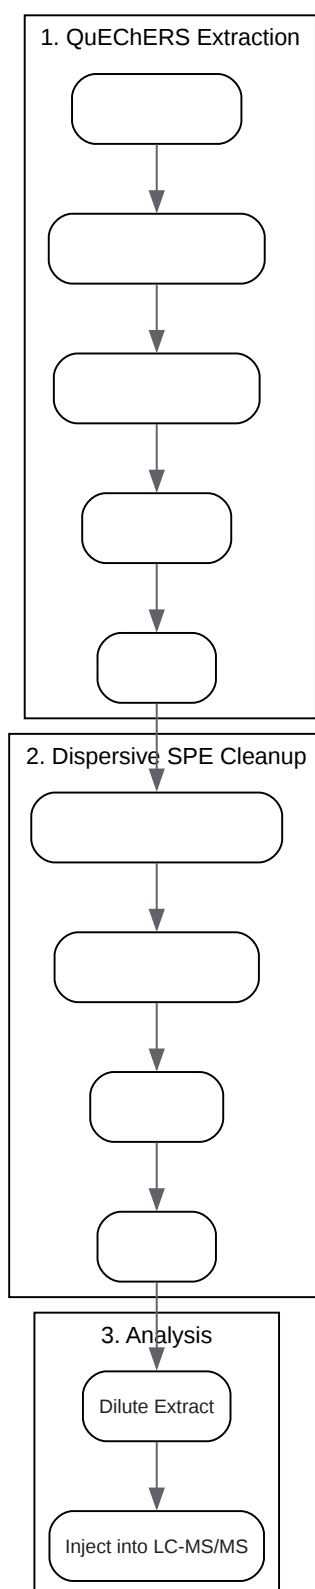 1. QuEChERS Extraction
2. Dispersive SPE Cleanup
3. Analysis
Dilute Extract
Inject into LC-MS/MS